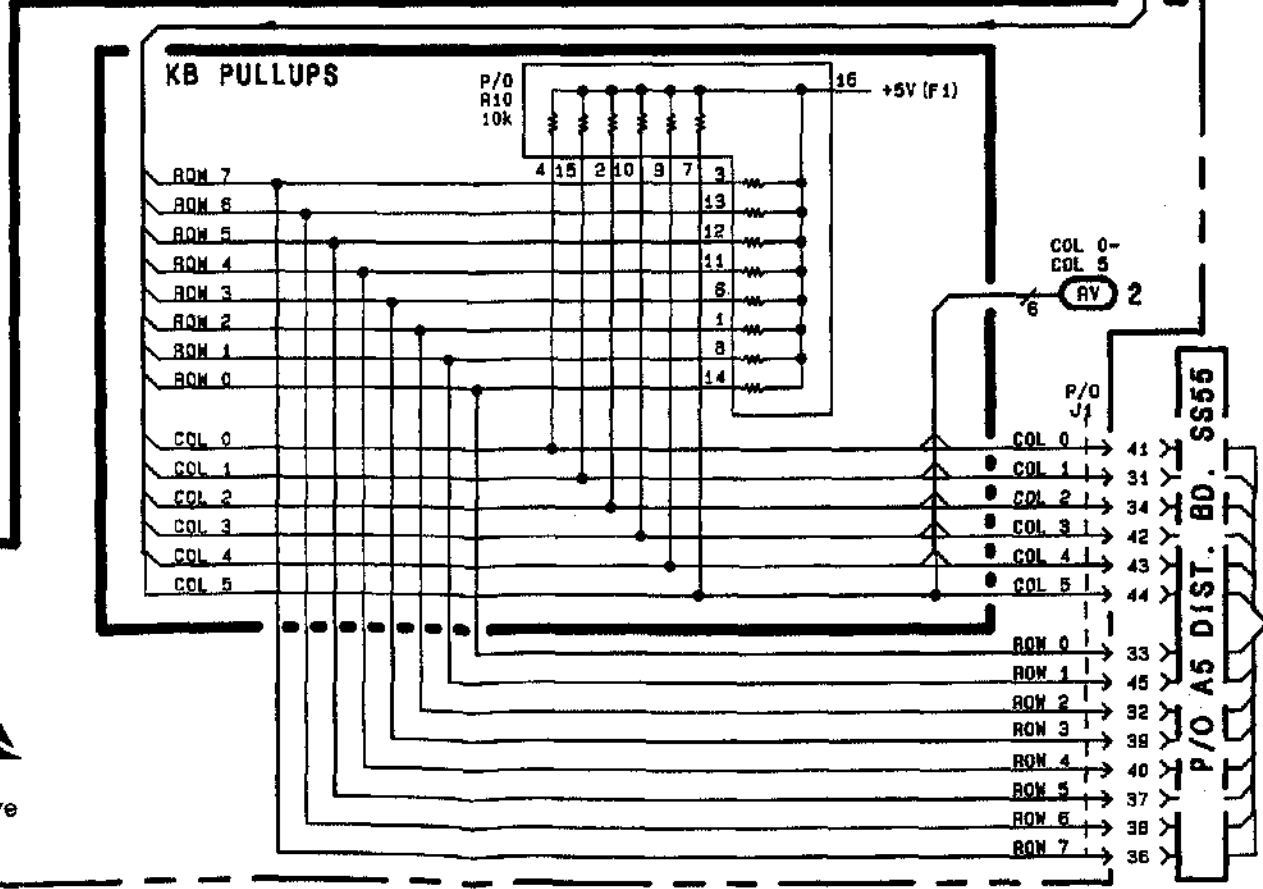 KB PULLUPS
P/O
R10
10k
16
+5V (F1)
4 15 2 10 9 7
ROW 7 3
ROW 6 13
ROW 5 12
ROW 4 11
ROW 3 6
ROW 2 1
ROW 1 8
ROW 0 14
COL 0-
COL 5
AV 2
6
P/O
J1
COL 0 COL 0 41
COL 1 COL 1 31
COL 2 COL 2 34
COL 3 COL 3 42
COL 4 COL 4 43
COL 5 COL 5 44
ROW 0 33
ROW 1 45
ROW 2 32
ROW 3 39
ROW 4 40
ROW 5 37
ROW 6 38
ROW 7 36
P/O A5 DIST. BD. SS55